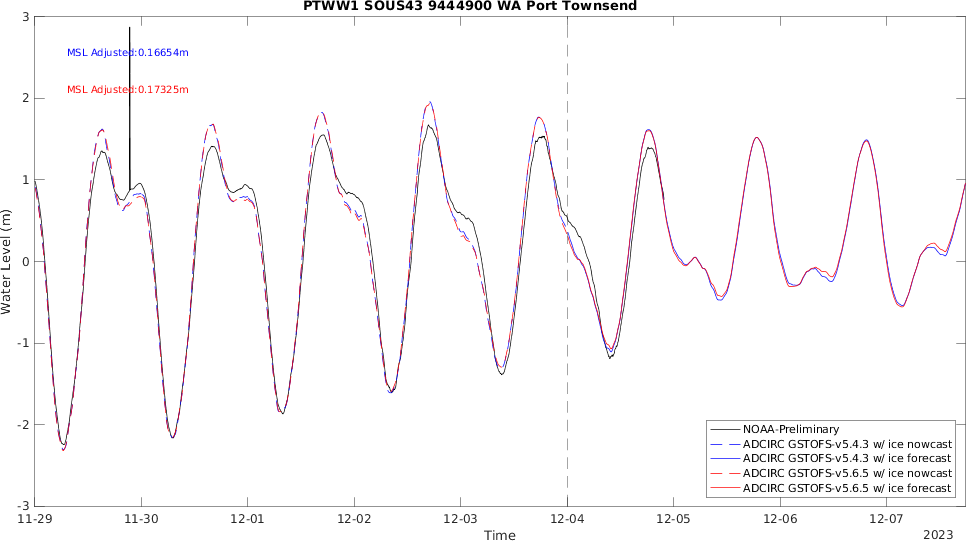 PTWW1 SOUS43 9444900 WA Port Townsend
3
MSL Adjusted:0.16654m
MSL Adjusted:0.17325m
2
1
0
-1
-2
-3
Water Level (m)
NOAA-Preliminary
ADCIRC GSTOFS-v5.4.3 w/ ice nowcast
ADCIRC GSTOFS-v5.4.3 w/ ice forecast
ADCIRC GSTOFS-v5.6.5 w/ ice nowcast
ADCIRC GSTOFS-v5.6.5 w/ ice forecast
11-29 11-30 12-01 12-02 12-03 12-04 12-05 12-06 12-07
Time
2023